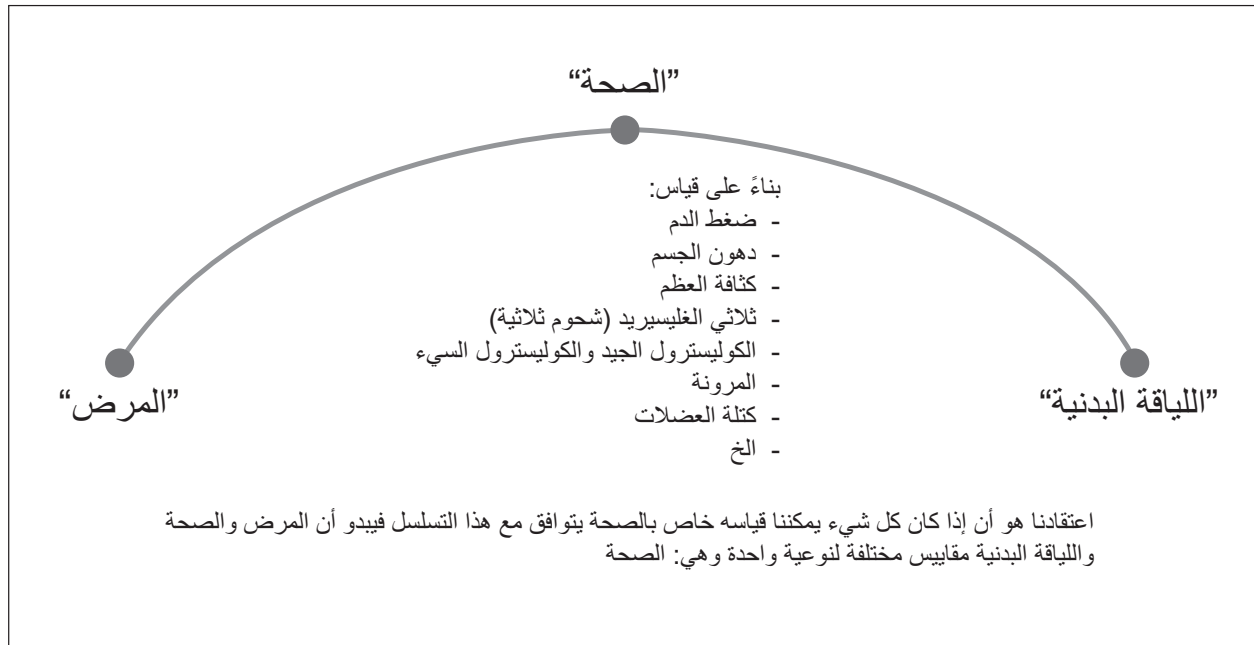 "الصحة"
بناءً على قياس:
- ضغط الدم
- دهون الجسم
- كثافة العظم
- ثلاثي الغليسيريد (شحوم ثلاثية)
- الكوليسترول الجيد والكوليسترول السيء
- المرونة
- كتلة العضلات
- الخ
"اللياقة البدنية"
"المرض"
اعتقادنا هو أن إذا كان كل شيء يمكننا قياسه خاص بالصحة يتوافق مع هذا التسلسل فيبدو أن المرض والصحة
واللياقة البدنية مقاييس مختلفة لنوعية واحدة وهي: الصحة